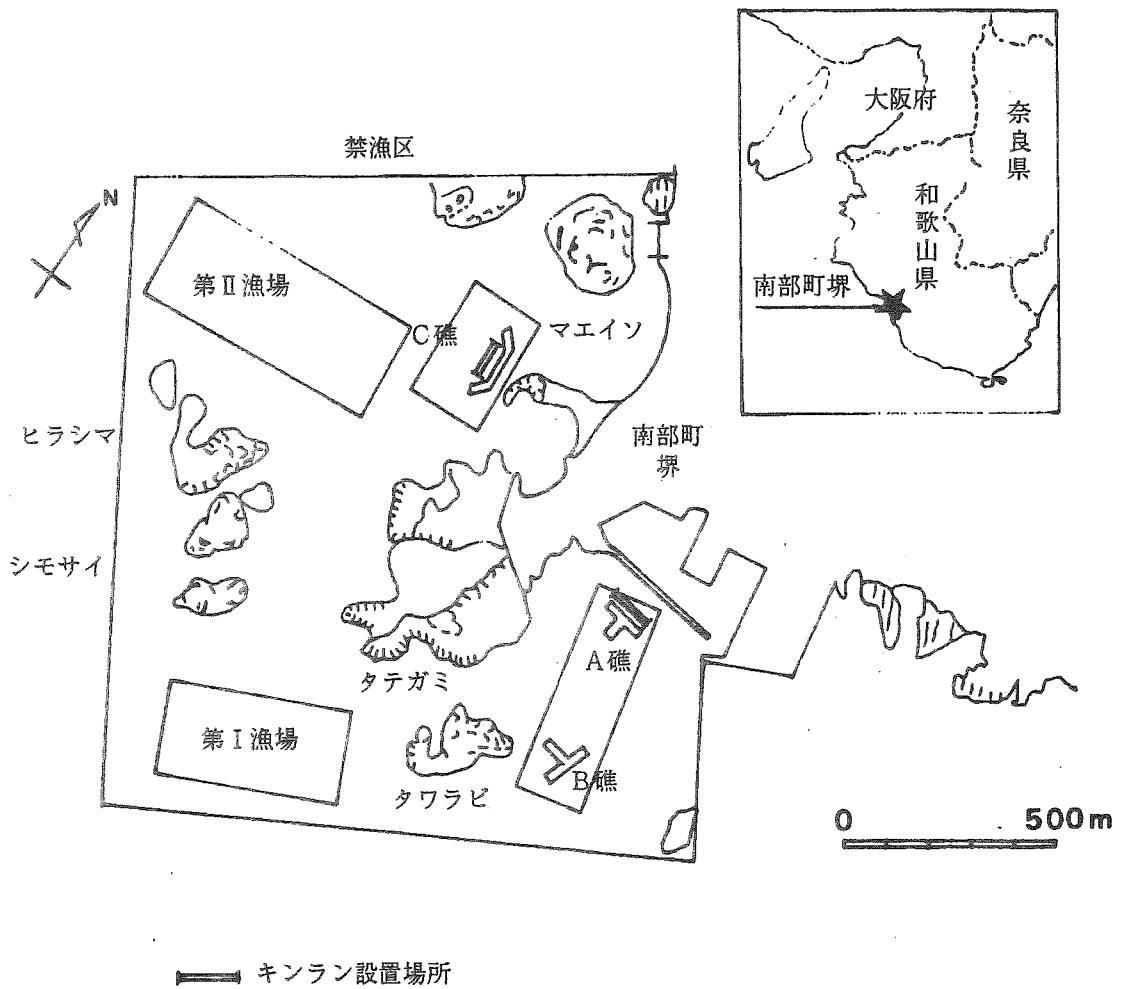 禁漁区
N
第Ⅱ漁場
C礁
マエイソ
ヒラシマ
南部町
堺
シモサイ
A礁
タテガミ
第Ⅰ漁場
B礁
タワラビ
0 500m
キンラン設置場所
大阪府
奈良県
和歌山県
南部町堺